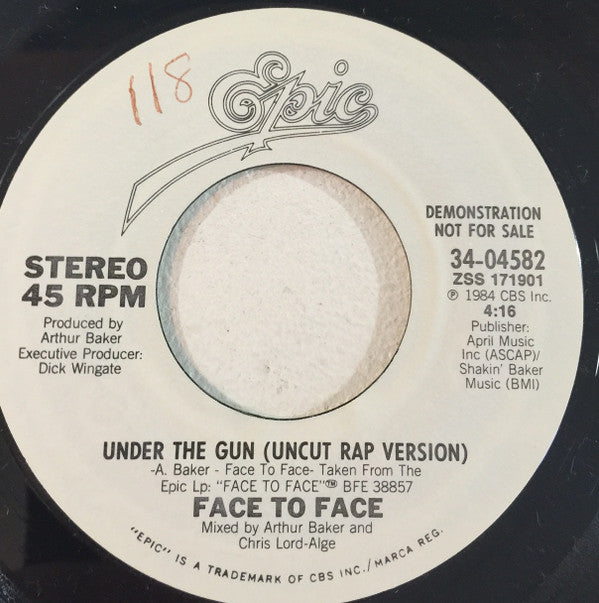 118
Epic
DEMONSTRATION
NOT FOR SALE
STEREO
45 RPM
34-04582
ZSS 171901
℗ 1984 CBS Inc.
4:16
Publisher:
April Music
Inc (ASCAP)/
Shakin' Baker
Music (BMI)
Produced by
Arthur Baker
Executive Producer:
Dick Wingate
UNDER THE GUN (UNCUT RAP VERSION)
-A. Baker - Face To Face- Taken From The
Epic Lp: "FACE TO FACE"℗ BFE 38857
FACE TO FACE
Mixed by Arthur Baker and
Chris Lord-Alge
"EPIC" IS A TRADEMARK OF CBS INC./MARCA REG.